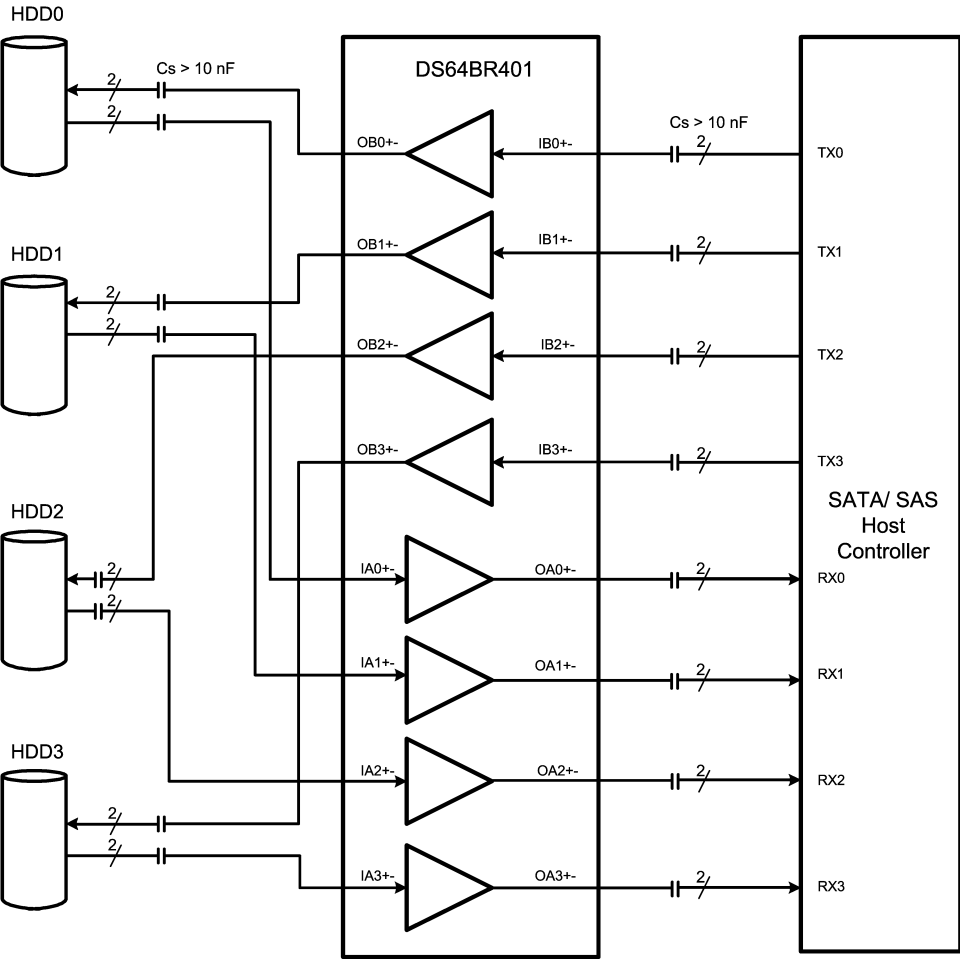 HDD0
DS64BR401
Cs > 10 nF
2
2
Cs > 10 nF
OB0+-
IB0+-
2
TX0
HDD1
OB1+-
IB1+-
2
TX1
2
2
OB2+-
IB2+-
2
TX2
OB3+-
IB3+-
2
TX3
SATA/ SAS
Host
Controller
HDD2
2
2
IA0+-
OA0+-
2
RX0
IA1+-
OA1+-
2
RX1
HDD3
IA2+-
OA2+-
2
RX2
2
2
IA3+-
OA3+-
2
RX3